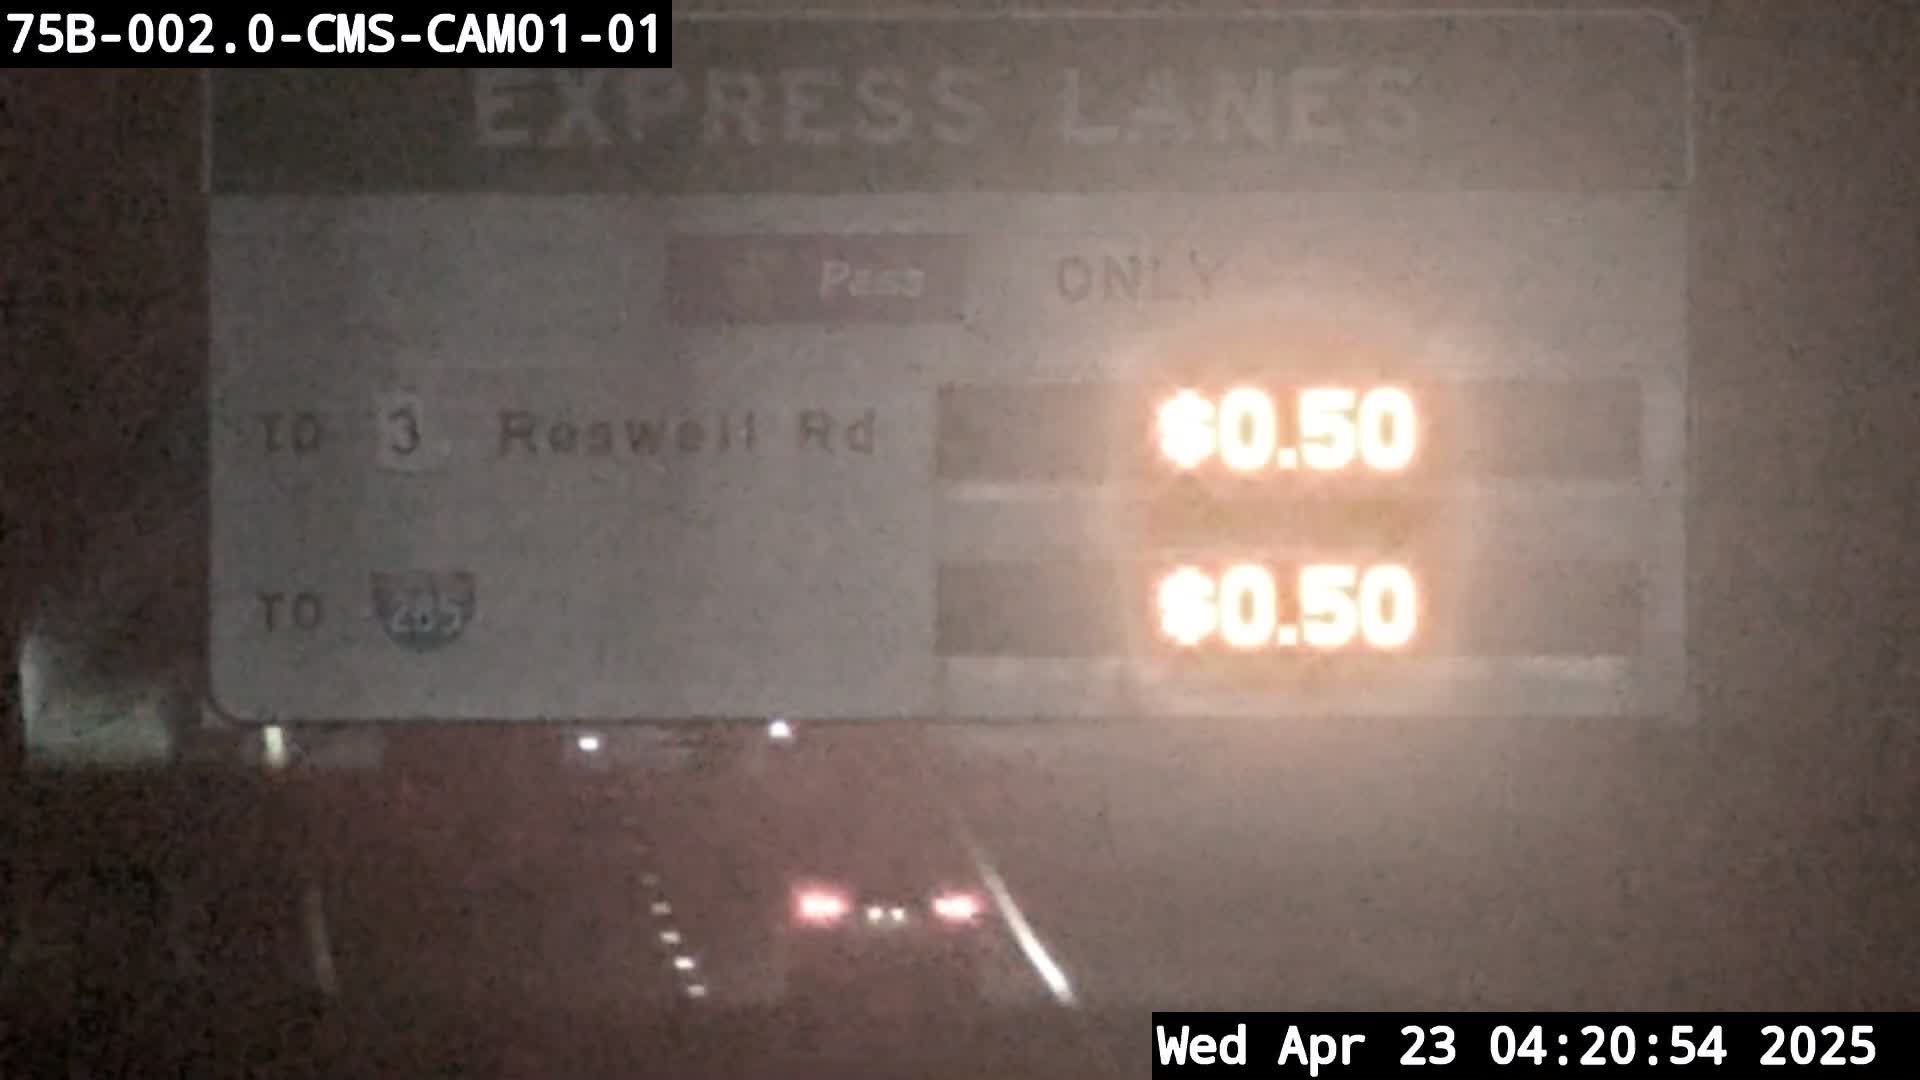 75B-002.0-CMS-CAM01-01
EXPRESS LANES
Pass ONLY
TO 3 Roswell Rd $0.50
TO 285 $0.50
Wed Apr 23 04:20:54 2025